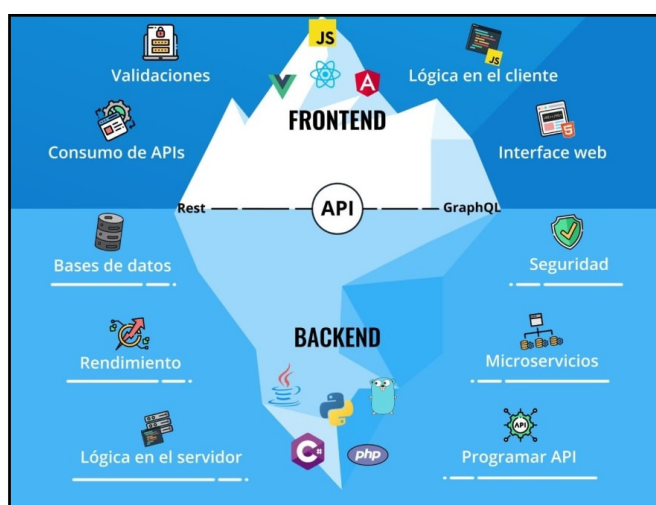 JS
Validaciones
Lógica en el cliente
JS
FRONTEND
Consumo de APIs
Interface web
Rest
API
GraphQL
Bases de datos
Seguridad
BACKEND
Rendimiento
Microservicios
Lógica en el servidor
C#
php
API
Programar API